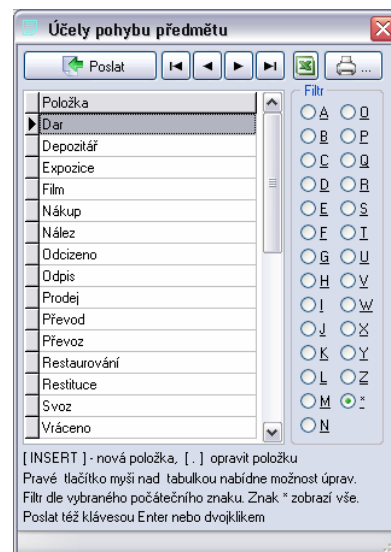 Účely pohybu předmětu
Poslat
...
Položka
Dar
Depozitář
Expozice
Film
Nákup
Nález
Odcizeno
Odpis
Prodej
Převod
Převoz
Restaurování
Restituce
Svoz
Vráceno
Filtr
A O
B P
C Q
D R
E S
F T
G U
H V
I W
J X
K Y
L Z
M *
N
[ INSERT ] - nová položka, [ . ] opravit položku
Pravé tlačítko myši nad tabulkou nabídne možnost úprav.
Filtr dle vybraného počátečního znaku. Znak * zobrazí vše.
Poslat též klávesou Enter nebo dvojklikem